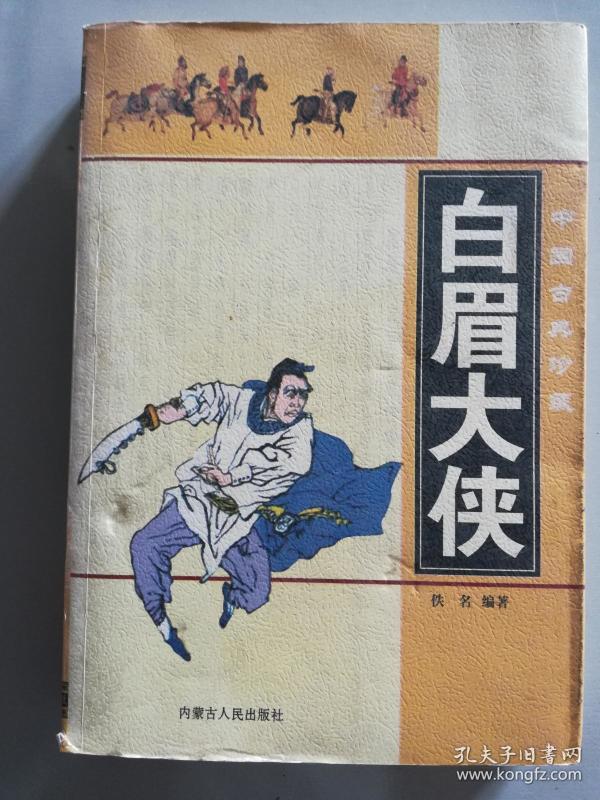 中国古典珍藏
白眉大侠
佚 名 编著
内蒙古人民出版社
孔夫子旧书网
www.kongfz.com